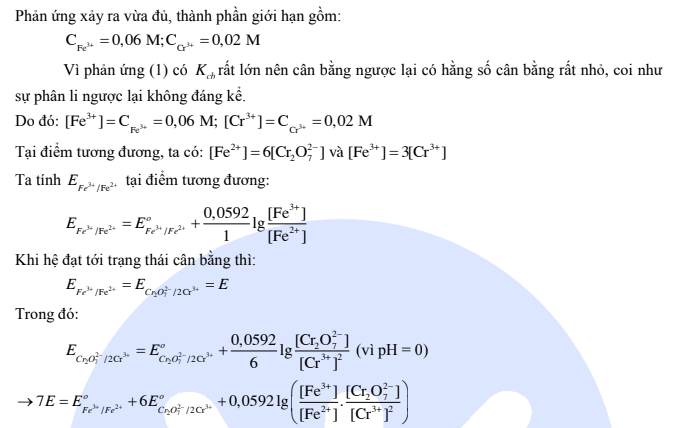 Phản ứng xảy ra vừa đủ, thành phần giới hạn gồm:
C_{Fe^{3+}} = 0,06 M; C_{Cr^{3+}} = 0,02 M
Vì phản ứng (1) có K_{cb} rất lớn nên cân bằng ngược lại có hằng số cân bằng rất nhỏ, coi như
sự phân li ngược lại không đáng kể.
Do đó: [Fe^{3+}] = C_{Fe^{3+}} = 0,06 M; [Cr^{3+}] = C_{Cr^{3+}} = 0,02 M
Tại điểm tương đương, ta có: [Fe^{2+}] = 6[Cr_2O_7^{2-}] và [Fe^{3+}] = 3[Cr^{3+}]
Ta tính E_{Fe^{3+}/Fe^{2+}} tại điểm tương đương:
E_{Fe^{3+}/Fe^{2+}} = E^o_{Fe^{3+}/Fe^{2+}} + \frac{0,0592}{1} lg \frac{[Fe^{3+}]}{[Fe^{2+}]}
Khi hệ đạt tới trạng thái cân bằng thì:
E_{Fe^{3+}/Fe^{2+}} = E_{Cr_2O_7^{2-}/2Cr^{3+}} = E
Trong đó:
E_{Cr_2O_7^{2-}/2Cr^{3+}} = E^o_{Cr_2O_7^{2-}/2Cr^{3+}} + \frac{0,0592}{6} lg \frac{[Cr_2O_7^{2-}]}{[Cr^{3+}]^2} (vì pH = 0)
→ 7E = E^o_{Fe^{3+}/Fe^{2+}} + 6E^o_{Cr_2O_7^{2-}/2Cr^{3+}} + 0,0592 lg ( \frac{[Fe^{3+}]}{[Fe^{2+}]} . \frac{[Cr_2O_7^{2-}]}{[Cr^{3+}]^2} )